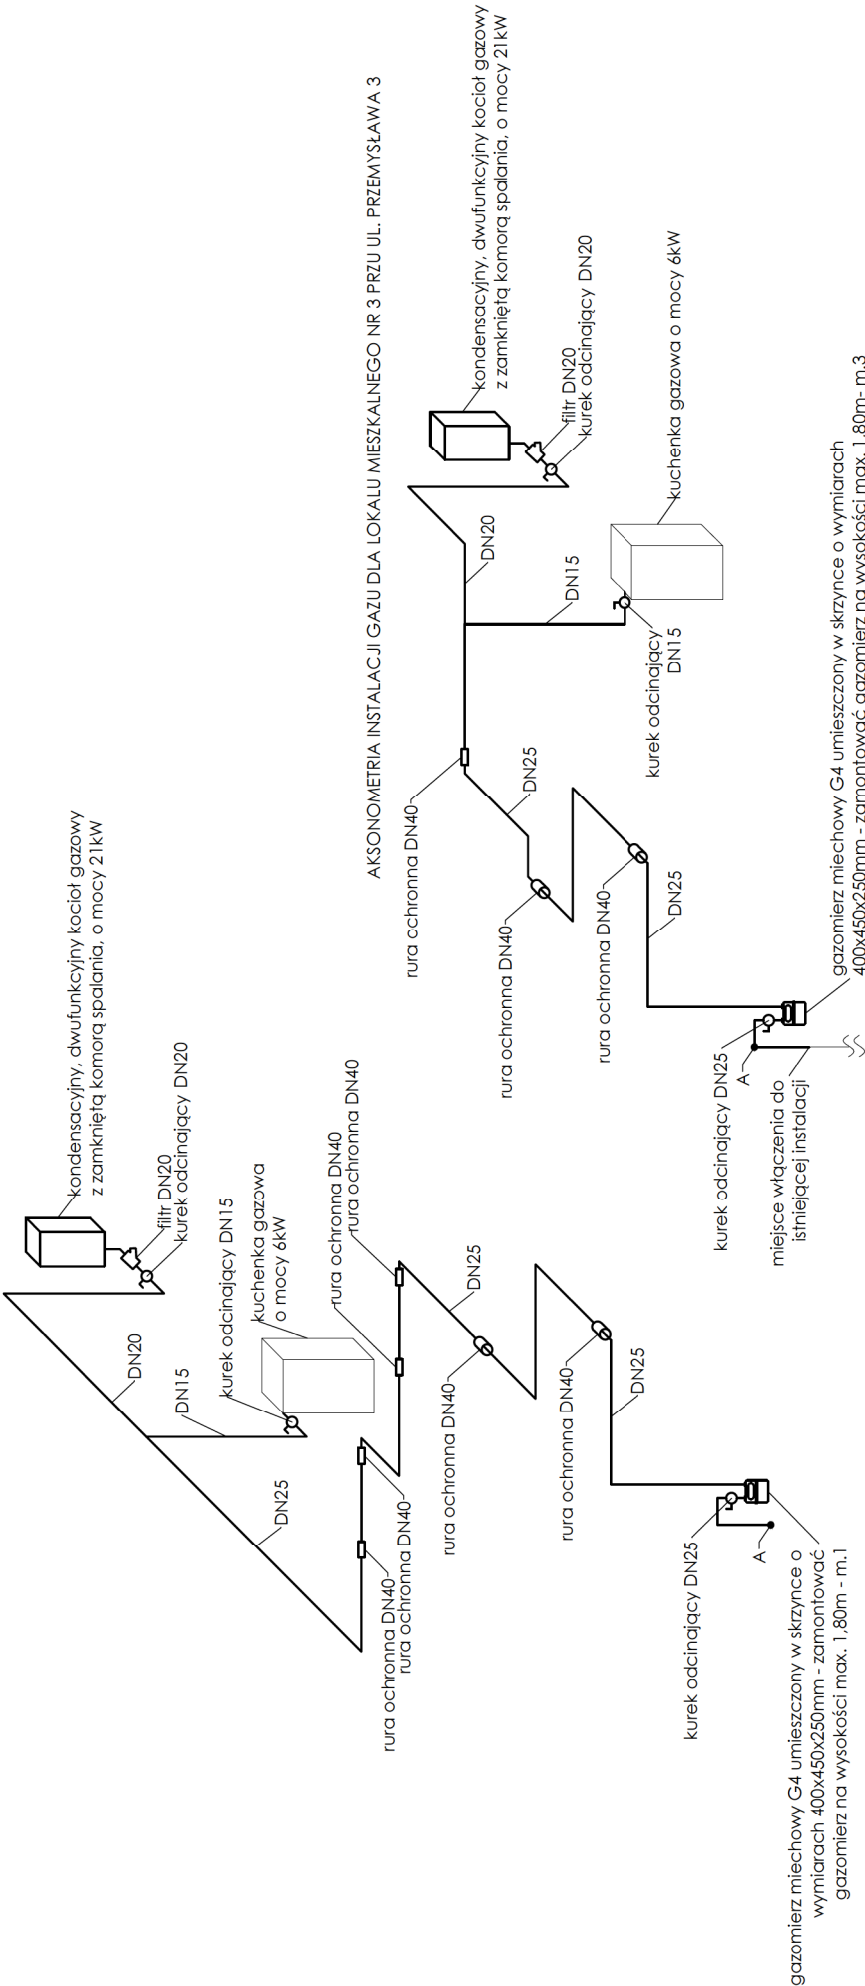 kondensacyjny, dwufunkcyjny kocioł gazowy
z zamkniętą komorą spalania, o mocy 21kW
filtr DN20
kurek odcinający DN20
DN20
DN15
kurek odcinający DN15
kuchenka gazowa
o mocy 6kW
DN25
rura ochronna DN40
rura ochronna DN40
rura ochronna DN40
rura ochronna DN40
DN25
rura ochronna DN40
rura ochronna DN40
DN25
kurek odcinający DN25
A
gazomierz miechowy G4 umieszczony w skrzynce o
wymiarach 400x450x250mm - zamontować
gazomierz na wysokości max. 1,80m - m.1
AKSONOMETRIA INSTALACJI GAZU DLA LOKALU MIESZKALNEGO NR 3 PRZU UL. PRZEMYSŁAWA 3
kondensacyjny, dwufunkcyjny kocioł gazowy
z zamkniętą komorą spalania, o mocy 21kW
filtr DN20
kurek odcinający DN20
DN20
DN15
kuchenka gazowa o mocy 6kW
kurek odcinający
DN15
rura ochronna DN40
DN25
rura ochronna DN40
rura ochronna DN40
DN25
kurek odcinający DN25
A
miejsce włączenia do
istniejącej instalacji
gazomierz miechowy G4 umieszczony w skrzynce o wymiarach
400x450x250mm - zamontować gazomierz na wysokości max. 1,80m- m.3